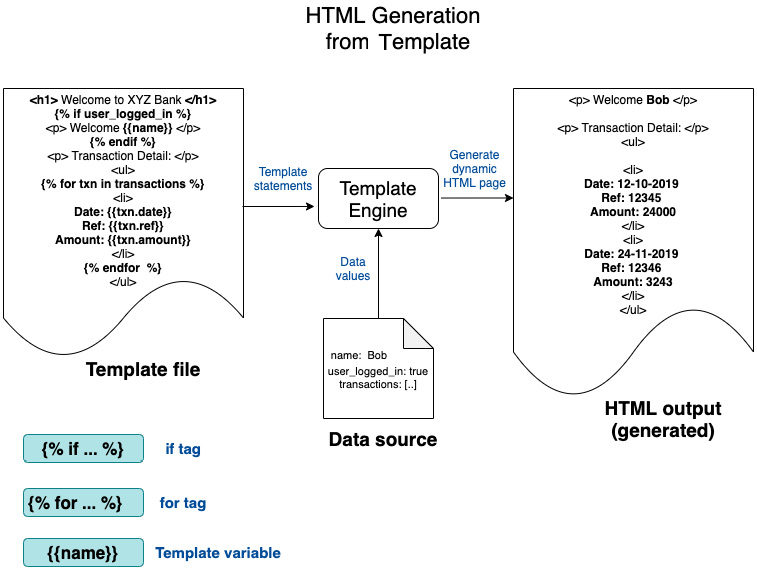 HTML Generation
from Template
<h1> Welcome to XYZ Bank </h1>
{% if user_logged_in %}
<p> Welcome {{name}} </p>
{% endif %}
<p> Transaction Detail: </p>
<ul>
{% for txn in transactions %}
<li>
Date: {{txn.date}}
Ref: {{txn.ref}}
Amount: {{txn.amount}}
</li>
{% endfor  %}
</ul>
Template file
Template
statements
Template
Engine
Generate
dynamic
HTML page
Data
values
name:  Bob
user_logged_in: true
transactions: [..]
Data source
<p> Welcome Bob </p>
<p> Transaction Detail: </p>
<ul>
<li>
Date: 12-10-2019
Ref: 12345
Amount: 24000
</li>
<li>
Date: 24-11-2019
Ref: 12346
Amount: 3243
</li>
</ul>
HTML output
(generated)
{% if ... %}
if tag
{% for ... %}
for tag
{{name}}
Template variable